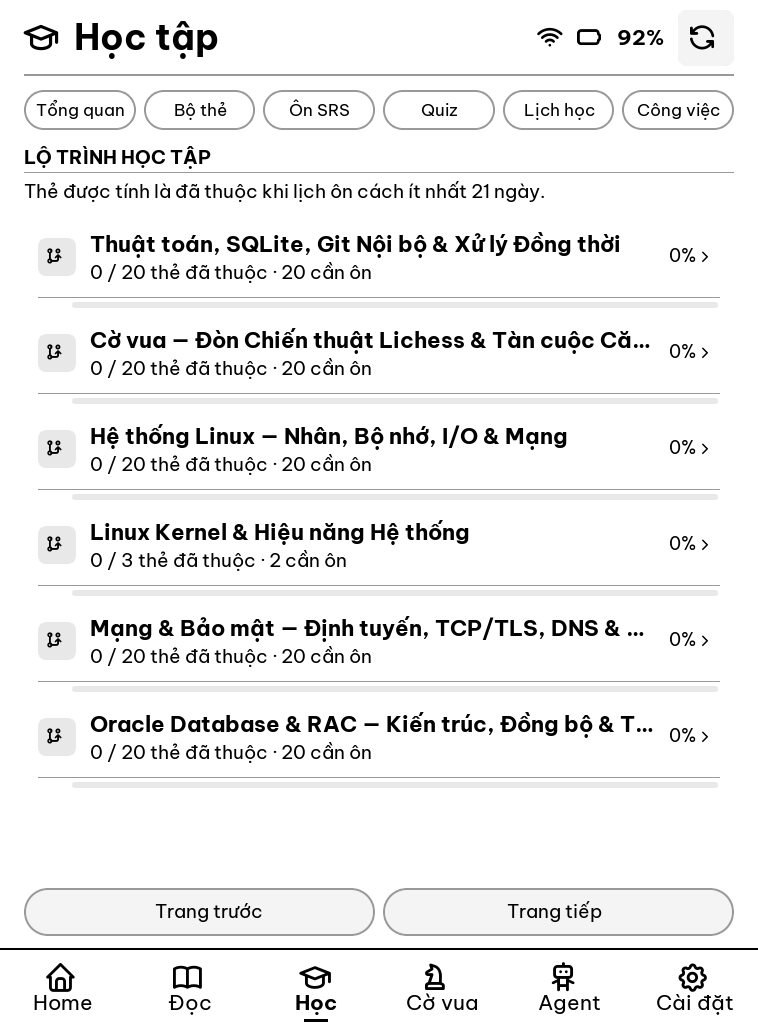 Học tập
92%
Tổng quan
Bộ thẻ
Ôn SRS
Quiz
Lịch học
Công việc
LỘ TRÌNH HỌC TẬP
Thẻ được tính là đã thuộc khi lịch ôn cách ít nhất 21 ngày.
Thuật toán, SQLite, Git Nội bộ & Xử lý Đồng thời
0 / 20 thẻ đã thuộc · 20 cần ôn
0% ›
Cờ vua — Đòn Chiến thuật Lichess & Tàn cuộc Că...
0 / 20 thẻ đã thuộc · 20 cần ôn
0% ›
Hệ thống Linux — Nhân, Bộ nhớ, I/O & Mạng
0 / 20 thẻ đã thuộc · 20 cần ôn
0% ›
Linux Kernel & Hiệu năng Hệ thống
0 / 3 thẻ đã thuộc · 2 cần ôn
0% ›
Mạng & Bảo mật — Định tuyến, TCP/TLS, DNS & ...
0 / 20 thẻ đã thuộc · 20 cần ôn
0% ›
Oracle Database & RAC — Kiến trúc, Đồng bộ & T...
0 / 20 thẻ đã thuộc · 20 cần ôn
0% ›
Trang trước
Trang tiếp
Home
Đọc
Học
Cờ vua
Agent
Cài đặt